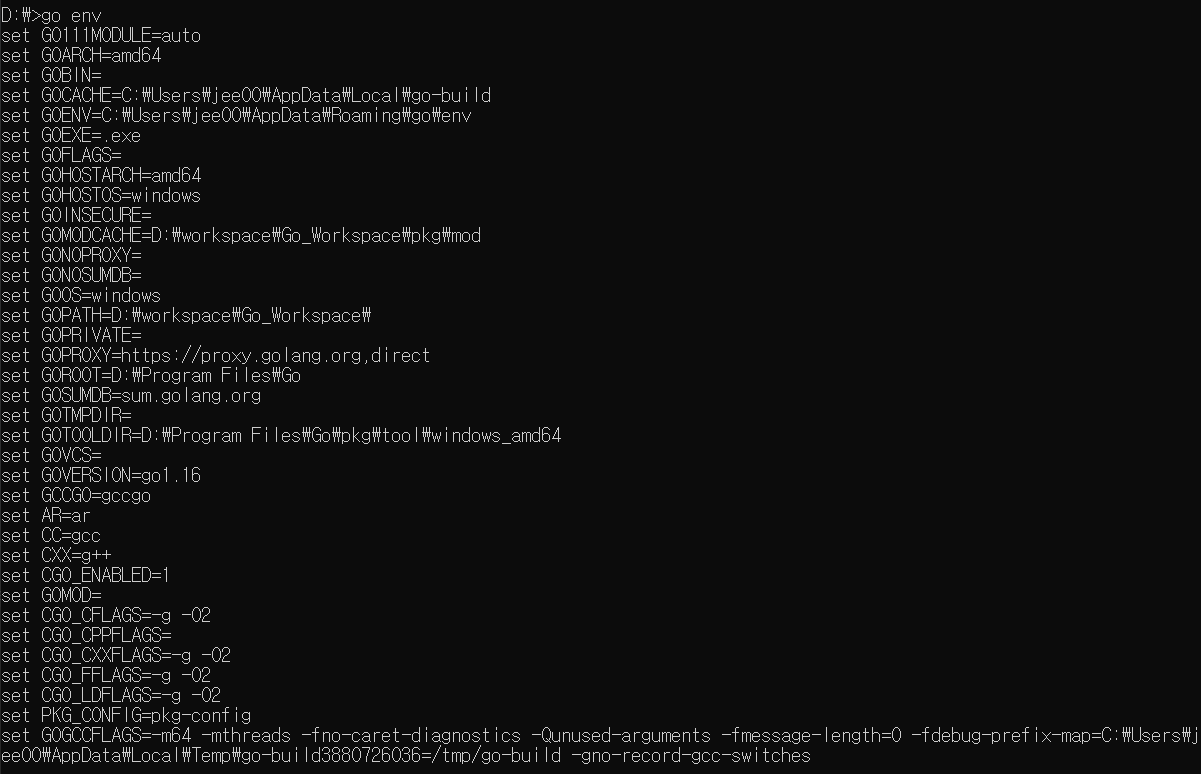 D:₩>go env
set GO111MODULE=auto
set GOARCH=amd64
set GOBIN=
set GOCACHE=C:₩Users₩jee00₩AppData₩Local₩go-build
set GOENV=C:₩Users₩jee00₩AppData₩Roaming₩go₩env
set GOEXE=.exe
set GOFLAGS=
set GOHOSTARCH=amd64
set GOHOSTOS=windows
set GOINSECURE=
set GOMODCACHE=D:₩workspace₩Go_Workspace₩pkg₩mod
set GONOPROXY=
set GONOSUMDB=
set GOOS=windows
set GOPATH=D:₩workspace₩Go_Workspace₩
set GOPRIVATE=
set GOPROXY=https://proxy.golang.org,direct
set GOROOT=D:₩Program Files₩Go
set GOSUMDB=sum.golang.org
set GOTMPDIR=
set GOTOOLDIR=D:₩Program Files₩Go₩pkg₩tool₩windows_amd64
set GOVCS=
set GOVERSION=go1.16
set GCCGO=gccgo
set AR=ar
set CC=gcc
set CXX=g++
set CGO_ENABLED=1
set GOMOD=
set CGO_CFLAGS=-g -O2
set CGO_CPPFLAGS=
set CGO_CXXFLAGS=-g -O2
set CGO_FFLAGS=-g -O2
set CGO_LDFLAGS=-g -O2
set PKG_CONFIG=pkg-config
set GOGCCFLAGS=-m64 -mthreads -fno-caret-diagnostics -Qunused-arguments -fmessage-length=0 -fdebug-prefix-map=C:₩Users₩j
ee00₩AppData₩Local₩Temp₩go-build3880726036=/tmp/go-build -gno-record-gcc-switches